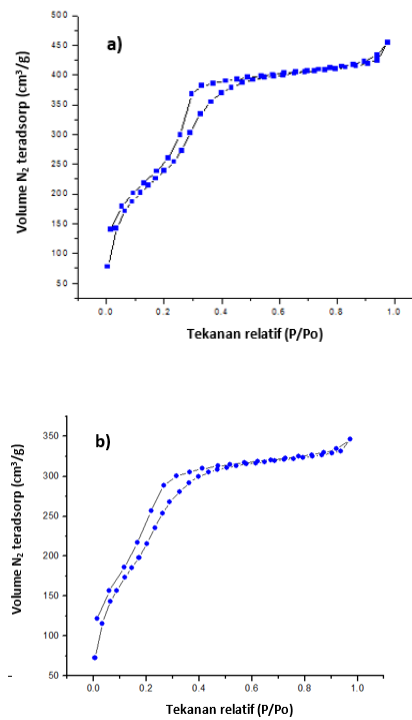 a)
Volume N₂ teradsorp (cm³/g)
500
450
400
350
300
250
200
150
100
50
0.0 0.2 0.4 0.6 0.8 1.0
Tekanan relatif (P/Po)
b)
Volume N₂ teradsorp (cm³/g)
350
300
250
200
150
100
50
0.0 0.2 0.4 0.6 0.8 1.0
Tekanan relatif (P/Po)